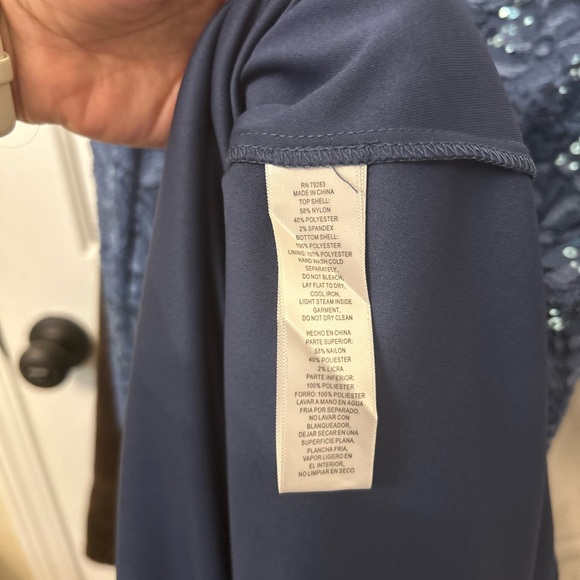 RN 79283
MADE IN CHINA
TOP SHELL:
58% NYLON
40% POLYESTER
2% SPANDEX
BOTTOM SHELL:
100% POLYESTER
LINING: 100% POLYESTER
HAND WASH COLD
SEPARATELY,
DO NOT BLEACH,
LAY FLAT TO DRY,
COOL IRON,
LIGHT STEAM INSIDE
GARMENT,
DO NOT DRY CLEAN
HECHO EN CHINA
PARTE SUPERIOR:
58% NAILON
40% POLIESTER
2% LICRA
PARTE INFERIOR:
100% POLIESTER
FORRO: 100% POLIESTER
LAVAR A MANO EN AGUA
FRIA POR SEPARADO,
NO LAVAR CON
BLANQUEADOR,
DEJAR SECAR EN UNA
SUPERFICIE PLANA,
PLANCHA FRIA,
VAPOR LIGERO EN
EL INTERIOR,
NO LIMPIAR EN SECO